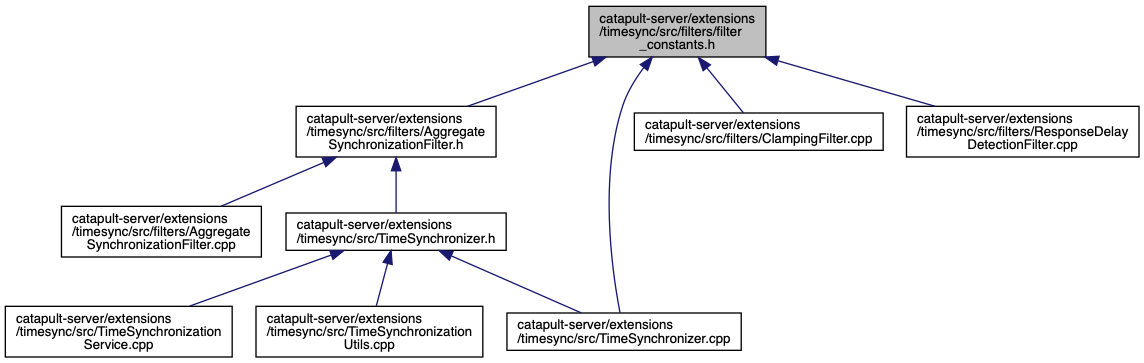 catapult-server/extensions
/timesync/src/filters/filter
_constants.h
catapult-server/extensions
/timesync/src/filters/Aggregate
SynchronizationFilter.h
catapult-server/extensions
/timesync/src/filters/ClampingFilter.cpp
catapult-server/extensions
/timesync/src/filters/ResponseDelay
DetectionFilter.cpp
catapult-server/extensions
/timesync/src/filters/Aggregate
SynchronizationFilter.cpp
catapult-server/extensions
/timesync/src/TimeSynchronizer.h
catapult-server/extensions
/timesync/src/TimeSynchronization
Service.cpp
catapult-server/extensions
/timesync/src/TimeSynchronization
Utils.cpp
catapult-server/extensions
/timesync/src/TimeSynchronizer.cpp